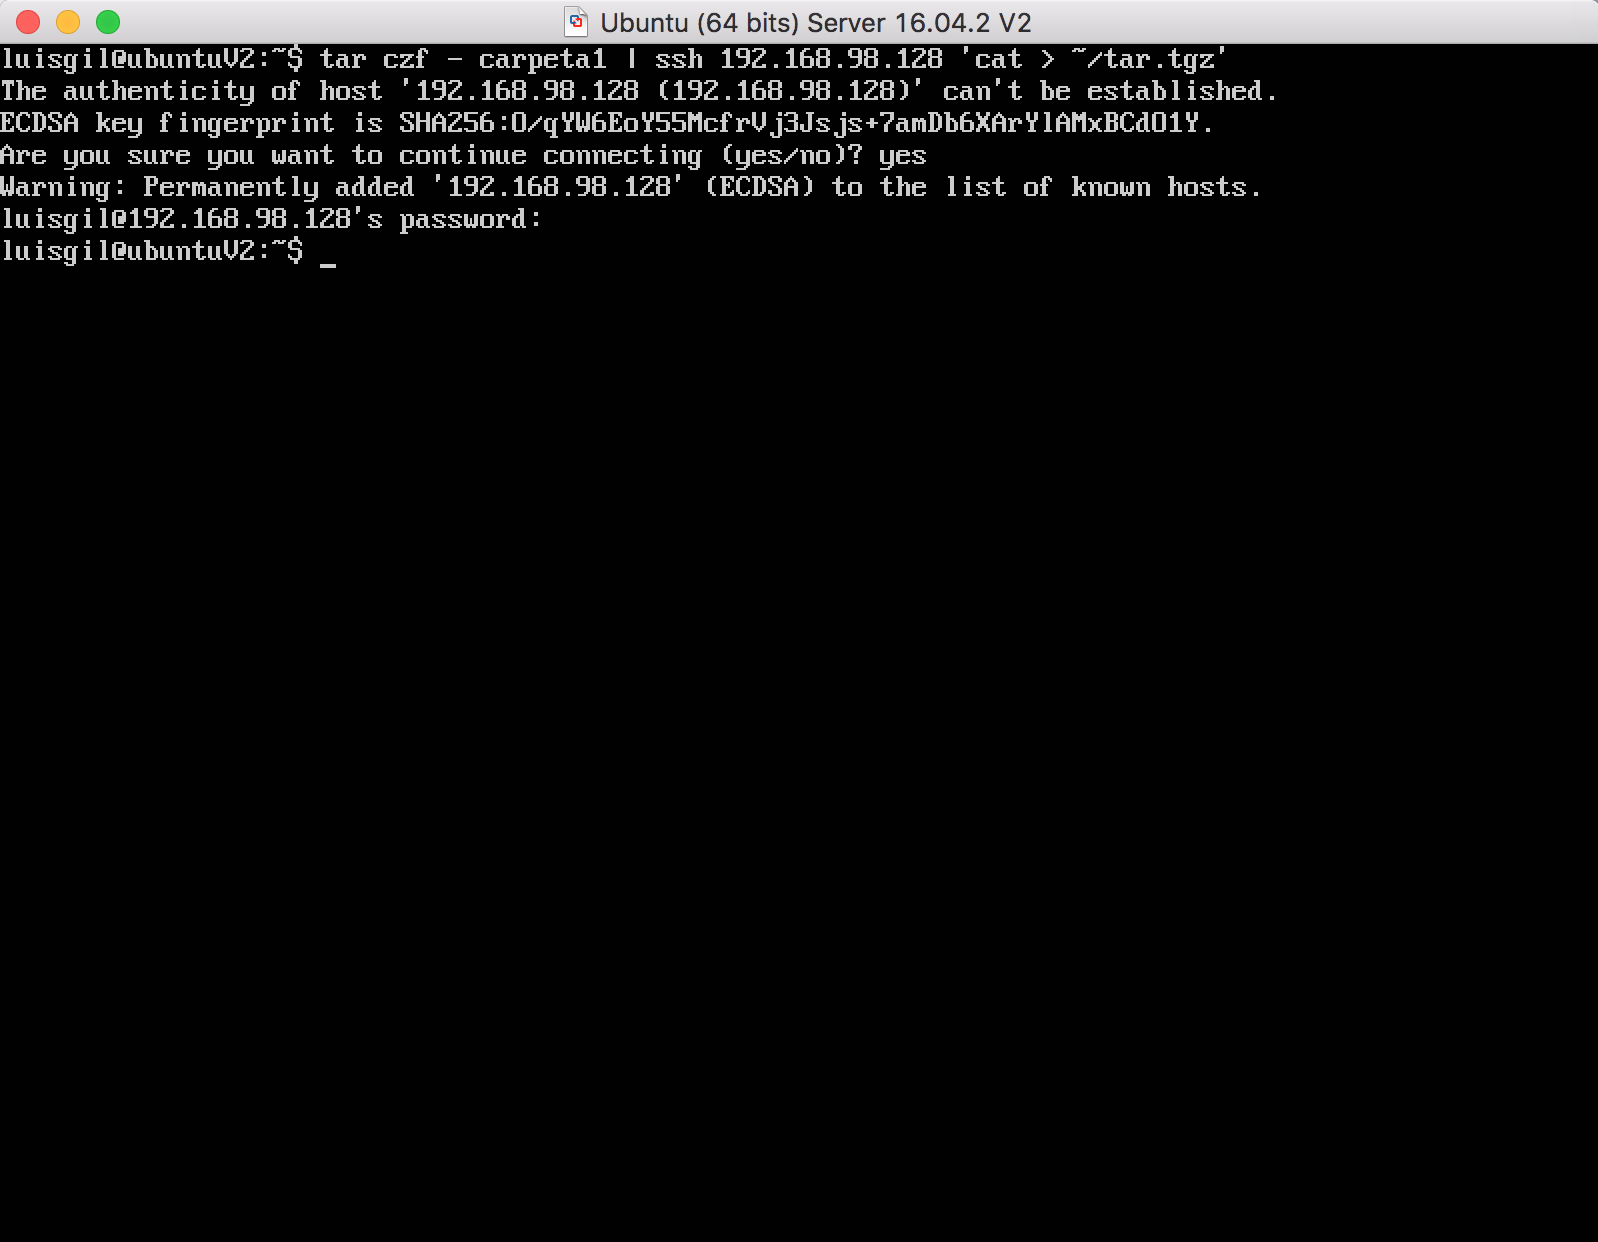 Ubuntu (64 bits) Server 16.04.2 V2
luisgil@ubuntuV2:~$ tar czf - carpeta1 | ssh 192.168.98.128 'cat > ~/tar.tgz'
The authenticity of host '192.168.98.128 (192.168.98.128)' can't be established.
ECDSA key fingerprint is SHA256:O/qYW6EoY55McfrVj3Jsjs+7amDb6XArYlAMxBCdO1Y.
Are you sure you want to continue connecting (yes/no)? yes
Warning: Permanently added '192.168.98.128' (ECDSA) to the list of known hosts.
luisgil@192.168.98.128's password:
luisgil@ubuntuV2:~$ _